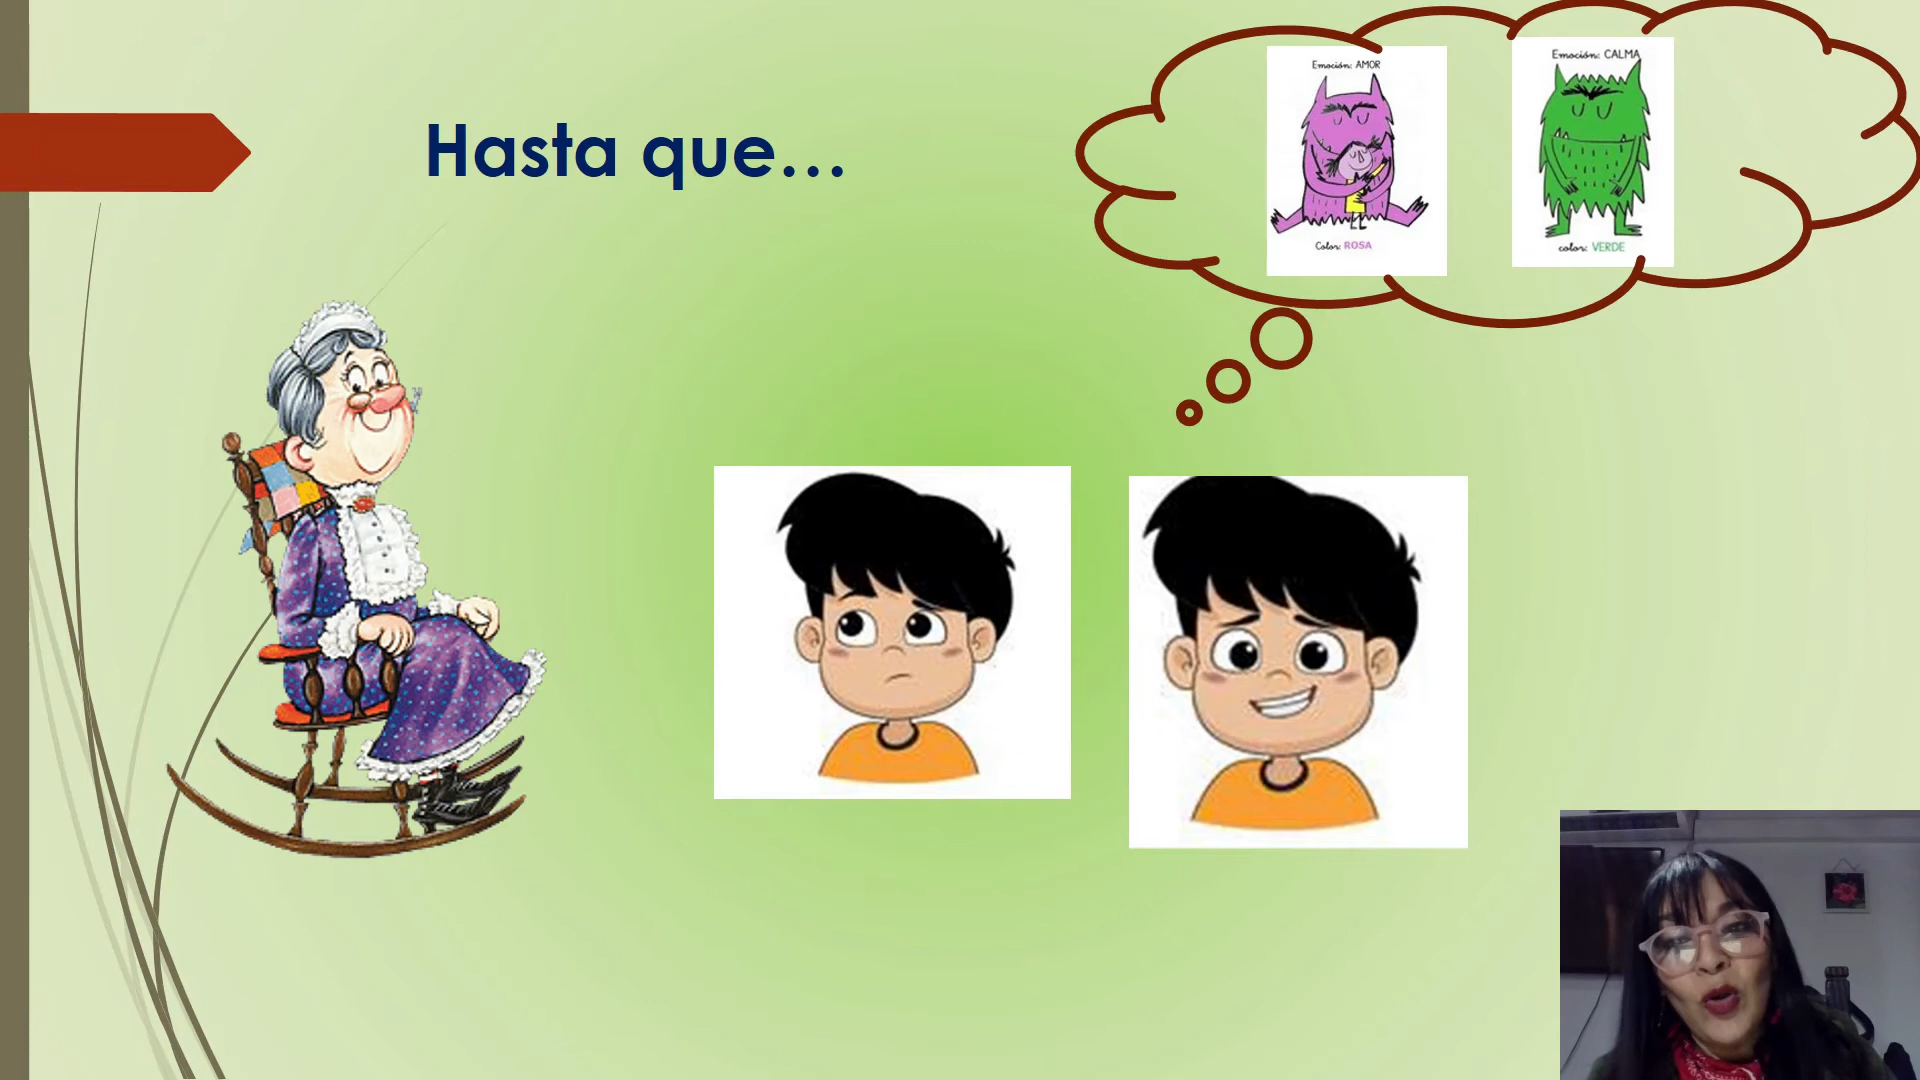 Hasta que...
Emoción: AMOR
Color: ROSA
Emoción: CALMA
color: VERDE